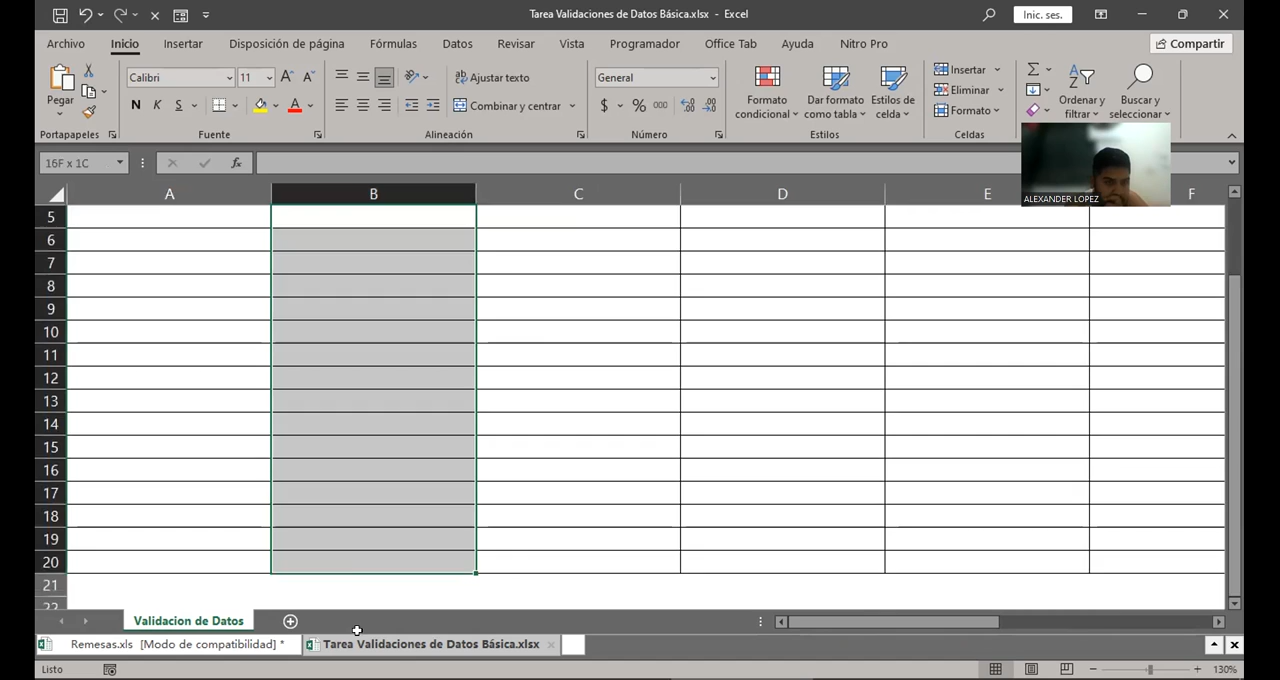 Tarea Validaciones de Datos Básica.xlsx - Excel
Inic. ses.
Archivo Inicio Insertar Disposición de página Fórmulas Datos Revisar Vista Programador Office Tab Ayuda Nitro Pro
Compartir
Pegar
Portapapeles
Calibri 11
N K S
Fuente
Ajustar texto
Combinar y centrar
Alineación
General
$ % 000
Número
Formato condicional
Dar formato como tabla
Estilos de celda
Estilos
Insertar
Eliminar
Formato
Celdas
Ordenar y filtrar
Buscar y seleccionar
16F x 1C
fx
ALEXANDER LOPEZ
A B C D E F
5
6
7
8
9
10
11
12
13
14
15
16
17
18
19
20
21
22
Validacion de Datos
Remesas.xls [Modo de compatibilidad] *
Tarea Validaciones de Datos Básica.xlsx
Listo
130%